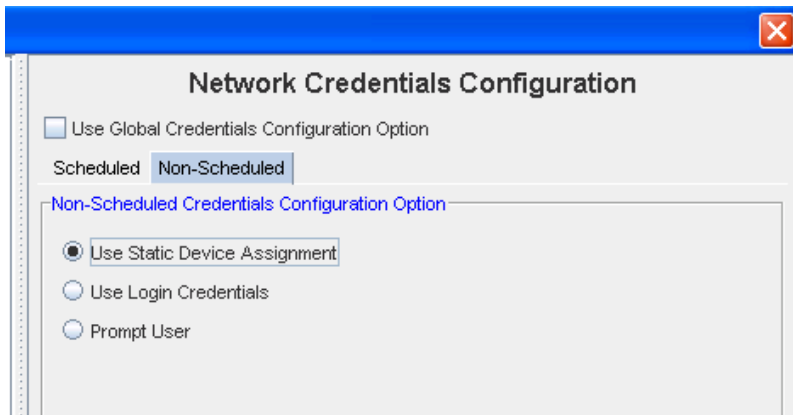 Network Credentials Configuration
Use Global Credentials Configuration Option
Scheduled Non-Scheduled
Non-Scheduled Credentials Configuration Option
Use Static Device Assignment
Use Login Credentials
Prompt User